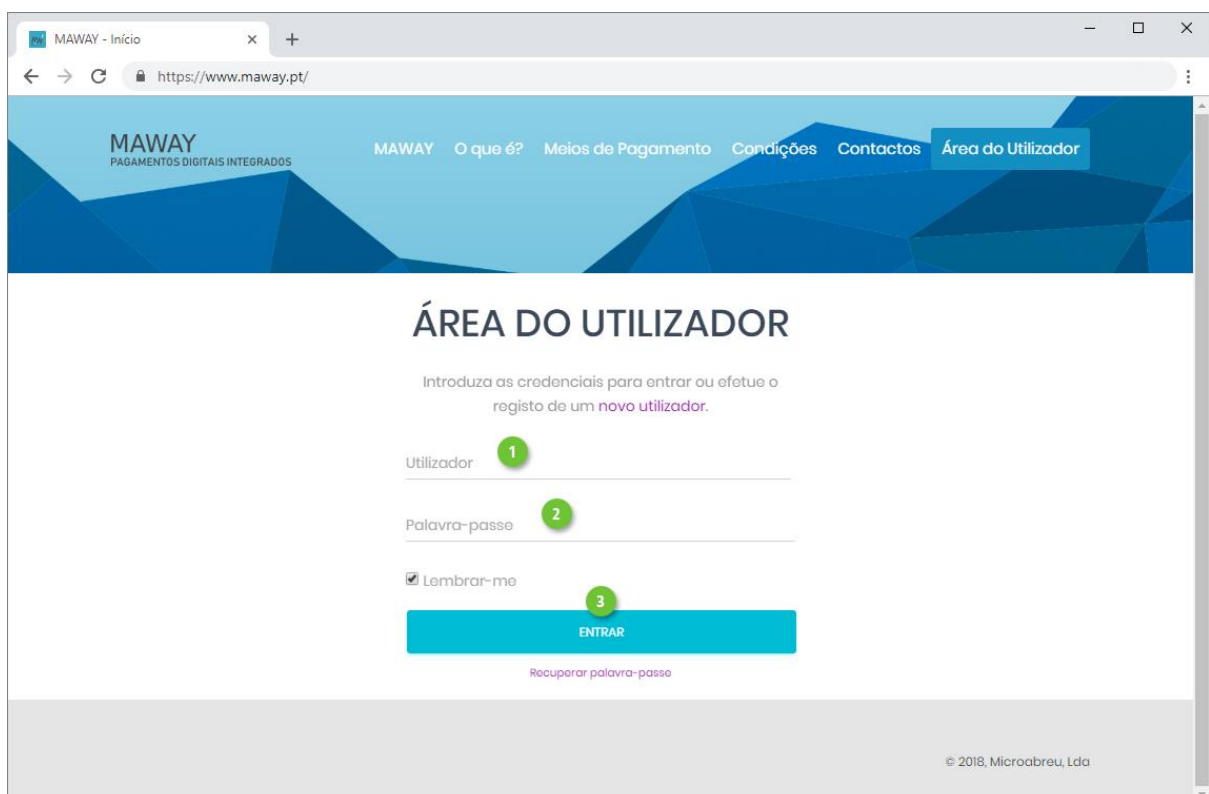 MAWAY - Início
https://www.maway.pt/
MAWAY
PAGAMENTOS DIGITAIS INTEGRADOS
MAWAY O que é? Meios de Pagamento Condições Contactos Área do Utilizador
ÁREA DO UTILIZADOR
Introduza as credenciais para entrar ou efetue o
registo de um novo utilizador.
Utilizador 1
Palavra-passe 2
Lembrar-me
3
ENTRAR
Recuperar palavra-passe
© 2018, Microabreu, Lda